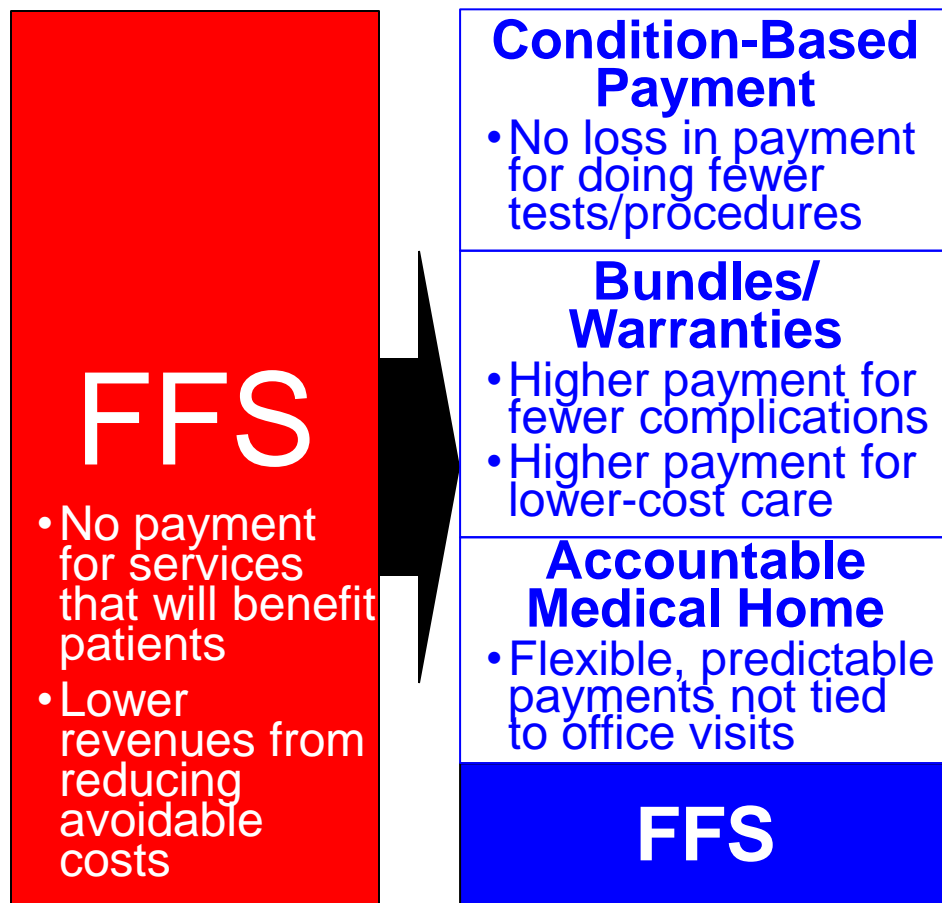 FFS
•No payment
for services
that will benefit
patients
•Lower
revenues from
reducing
avoidable
costs
Condition-Based
Payment
•No loss in payment
for doing fewer
tests/procedures
Bundles/
Warranties
•Higher payment for
fewer complications
•Higher payment for
lower-cost care
Accountable
Medical Home
•Flexible, predictable
payments not tied
to office visits
FFS